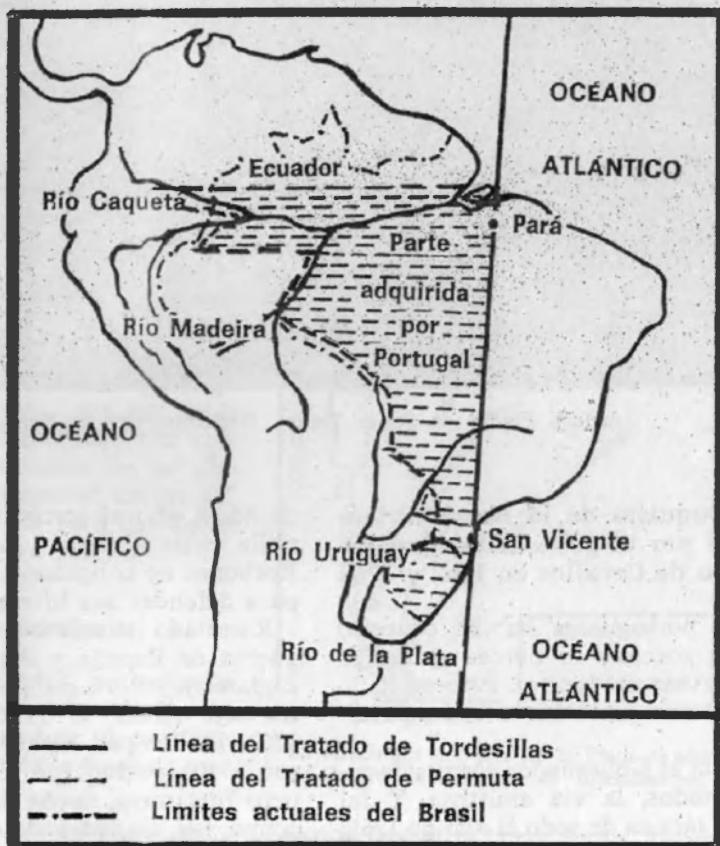 OCÉANO
ATLÁNTICO
Ecuador
Río Caquetá
Pará
Parte
adquirida
por
Portugal
Río Madeira
OCÉANO
PACÍFICO
San Vicente
Río Uruguay
Río de la Plata
OCÉANO
ATLÁNTICO
Línea del Tratado de Tordesillas
Línea del Tratado de Permuta
Límites actuales del Brasil